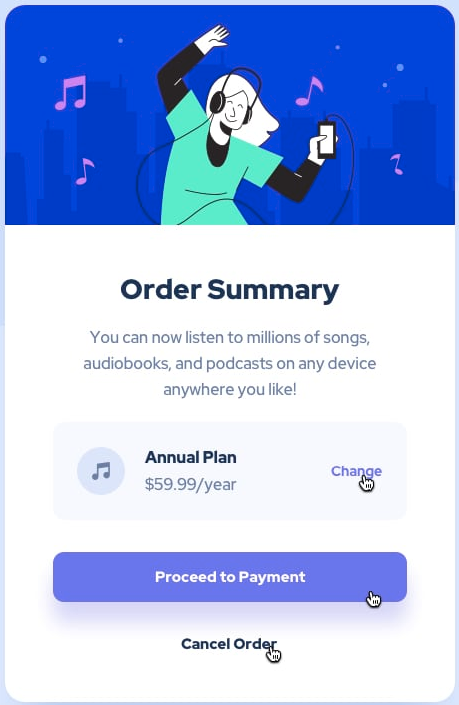 Order Summary
You can now listen to millions of songs,
audiobooks, and podcasts on any device
anywhere you like!
Annual Plan
$59.99/year
Change
Proceed to Payment
Cancel Order